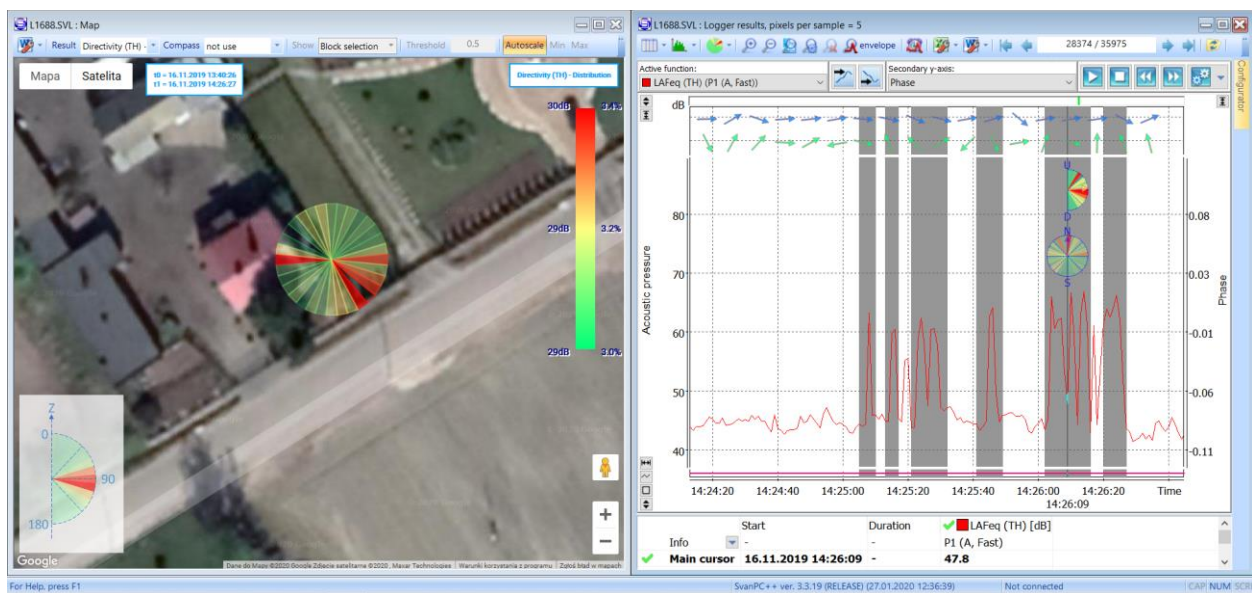 L1688.SVL : Map
Result Directivity (TH) - Compass not use Show Block selection Threshold 0.5 Autoscale Min Max
Mapa Satelita
t0 = 16.11.2019 13:40:26
t1 = 16.11.2019 14:26:27
Directivity (TH) - Distribution
30dB 3.4%
29dB 3.2%
29dB 3.0%
Z
0
90
180
+
−
Google
Dane do Mapy ©2020 Google Zdjęcie satelitarne ©2020 , Maxar Technologies Warunki korzystania z programu Zgłoś błąd w mapach
L1688.SVL : Logger results, pixels per sample = 5
envelope 28374 / 35975
Configurator
Active function:
LAFeq (TH) (P1 (A, Fast))
Secondary y-axis:
Phase
dB
U
D
N
S
80
70
60
50
40
Acoustic pressure
0.08
0.03
-0.01
-0.06
-0.11
Phase
14:24:20 14:24:40 14:25:00 14:25:20 14:25:40 14:26:00 14:26:20 Time
14:26:09
Start Duration LAFeq (TH) [dB]
Info - - P1 (A, Fast)
Main cursor 16.11.2019 14:26:09 - 47.8
For Help, press F1
SvanPC++ ver. 3.3.19 (RELEASE) (27.01.2020 12:36:39) Not connected CAP NUM SCR